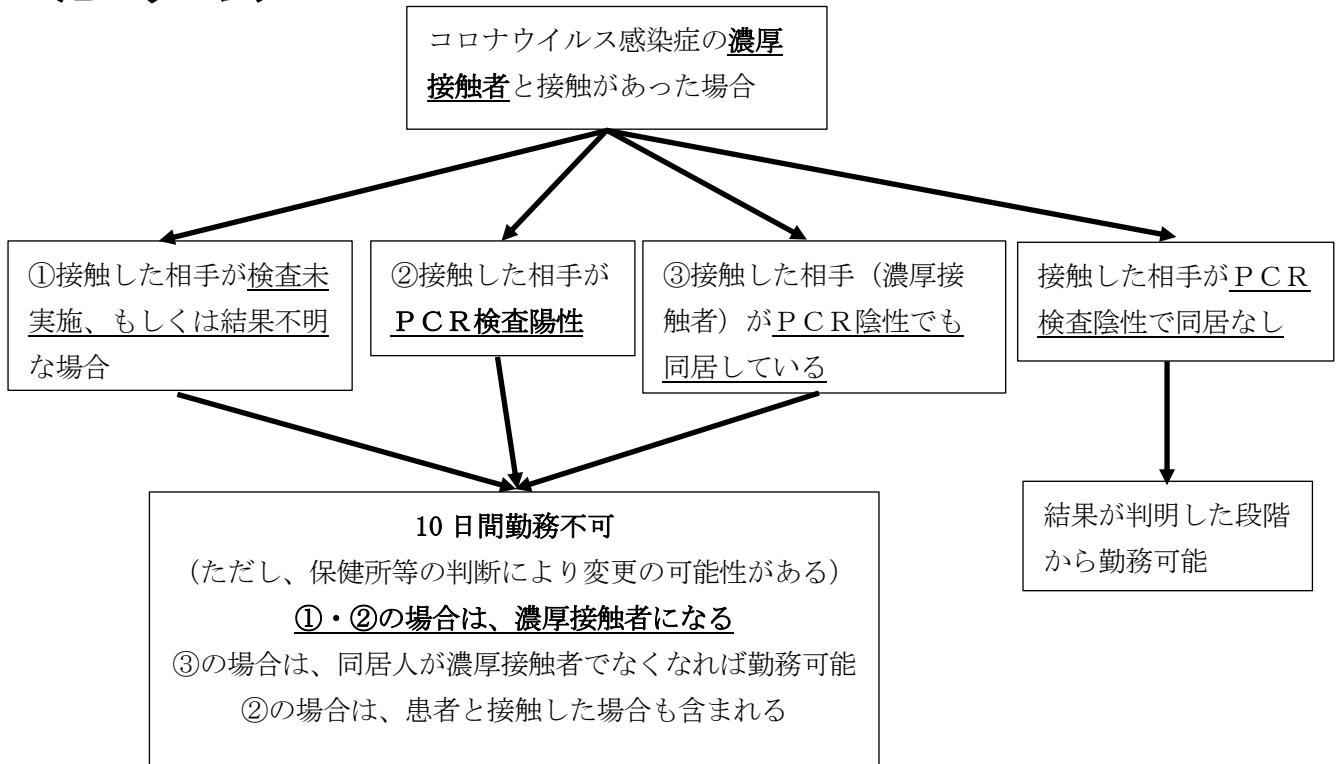 コロナウイルス感染症の濃厚
接触者と接触があった場合
①接触した相手が検査未
実施、もしくは結果不明
な場合
②接触した相手が
ＰＣＲ検査陽性
③接触した相手（濃厚接
触者）がＰＣＲ陰性でも
同居している
接触した相手がＰＣＲ
検査陰性で同居なし
10日間勤務不可
（ただし、保健所等の判断により変更の可能性がある）
①・②の場合は、濃厚接触者になる
③の場合は、同居人が濃厚接触者でなくなれば勤務可能
②の場合は、患者と接触した場合も含まれる
結果が判明した段階
から勤務可能